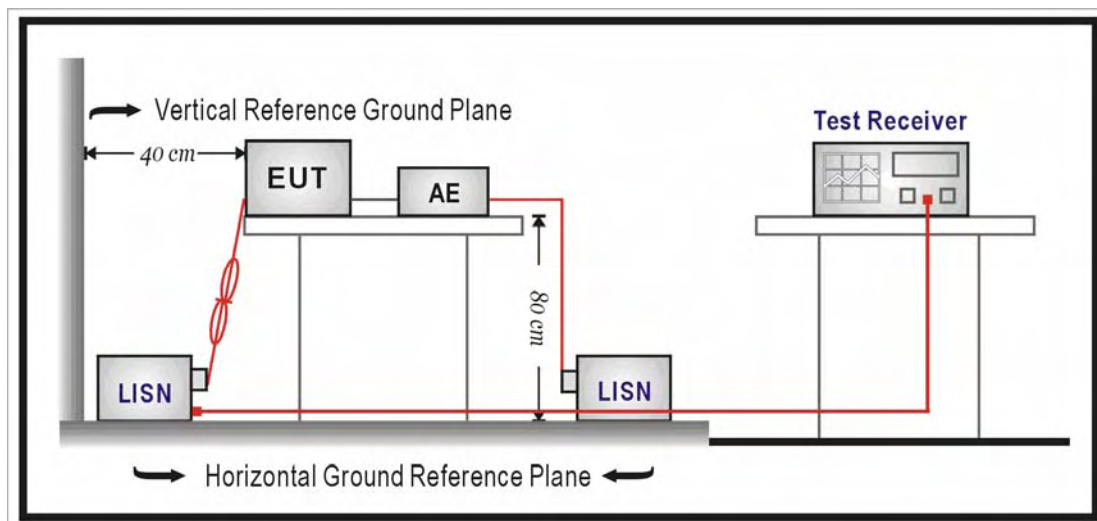 Vertical Reference Ground Plane
40 cm
EUT
AE
Test Receiver
80 cm
LISN
LISN
Horizontal Ground Reference Plane